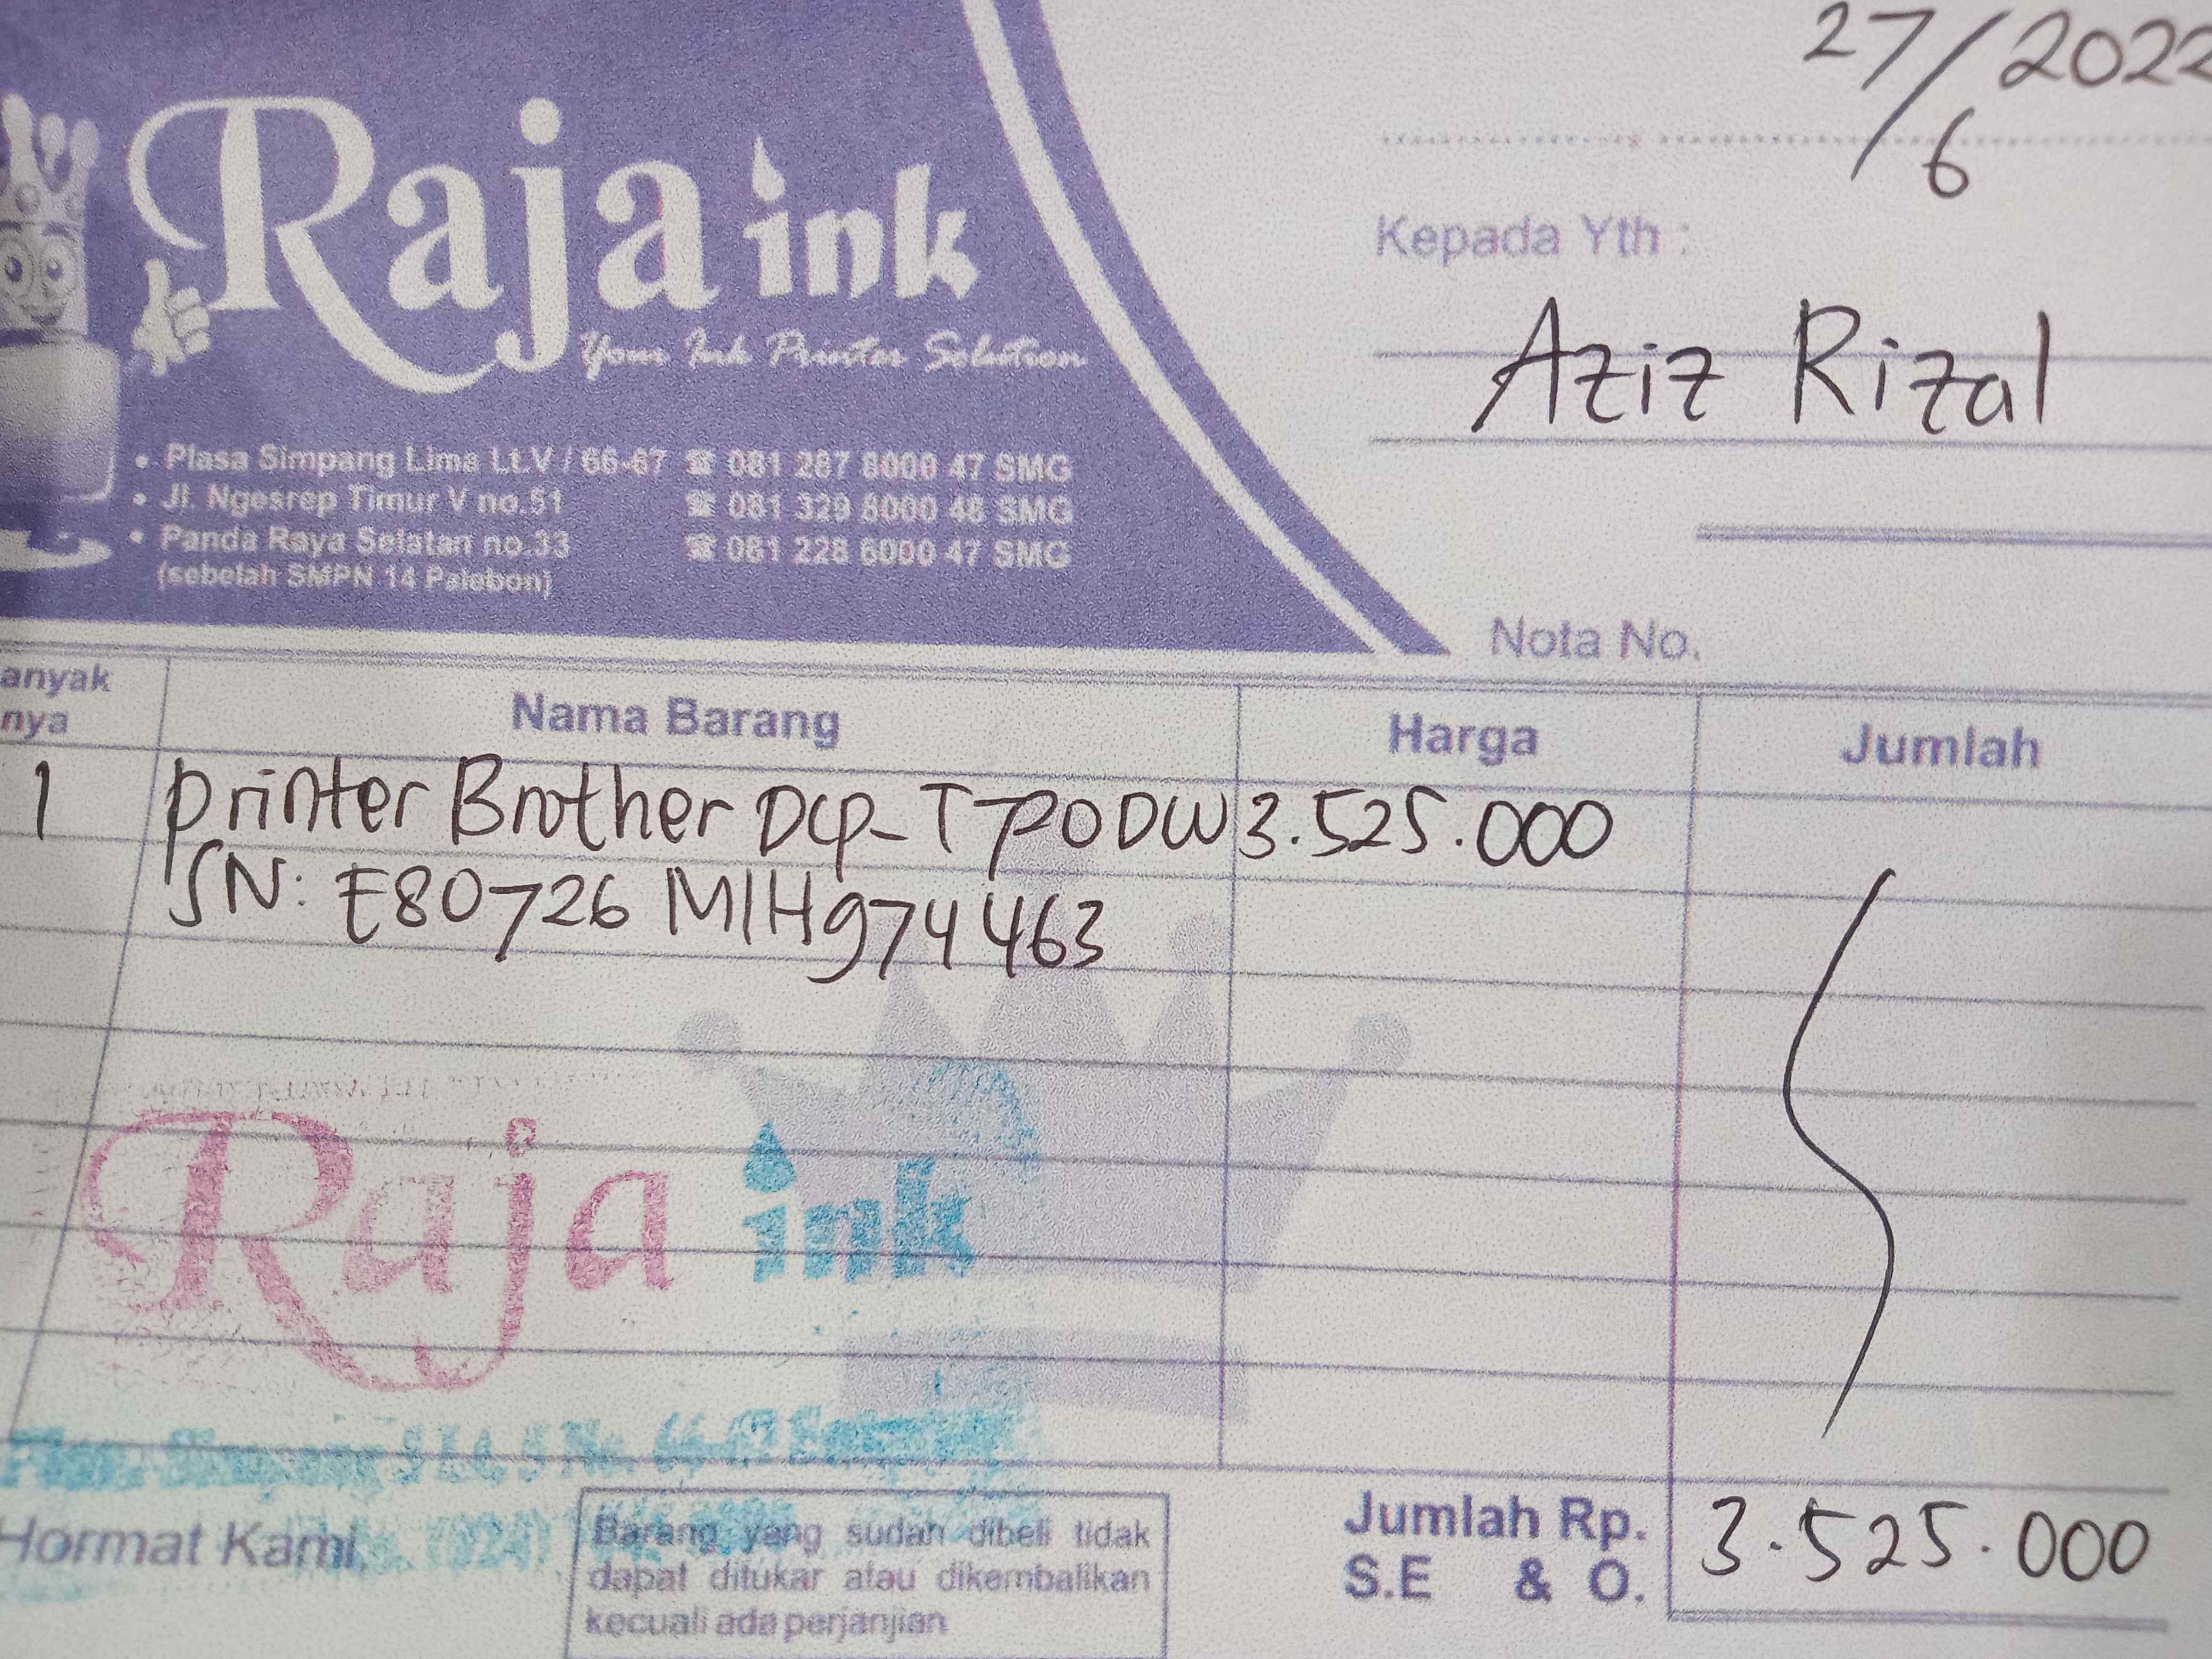 27/6 2022
Raja ink
Your Ink Printer Solution
Kepada Yth :
Aziz Rizal
• Plasa Simpang Lima Lt.V / 66-67 ☎ 081 267 8000 47 SMG
• Jl. Ngesrep Timur V no.51 ☎ 081 329 8000 48 SMG
• Panda Raya Selatan no.33 ☎ 081 228 6000 47 SMG
(sebelah SMPN 14 Palebon)
Nota No.
anyak
nya
Nama Barang
Harga
Jumlah
1 Printer Brother DCP-T720DW 3.525.000
SN: E80726 M1H974463
Raja ink
Hormat Kami,
Barang yang sudah dibeli tidak
dapat ditukar atau dikembalikan
kecuali ada perjanjian
Jumlah Rp. 3.525.000
S.E & O.